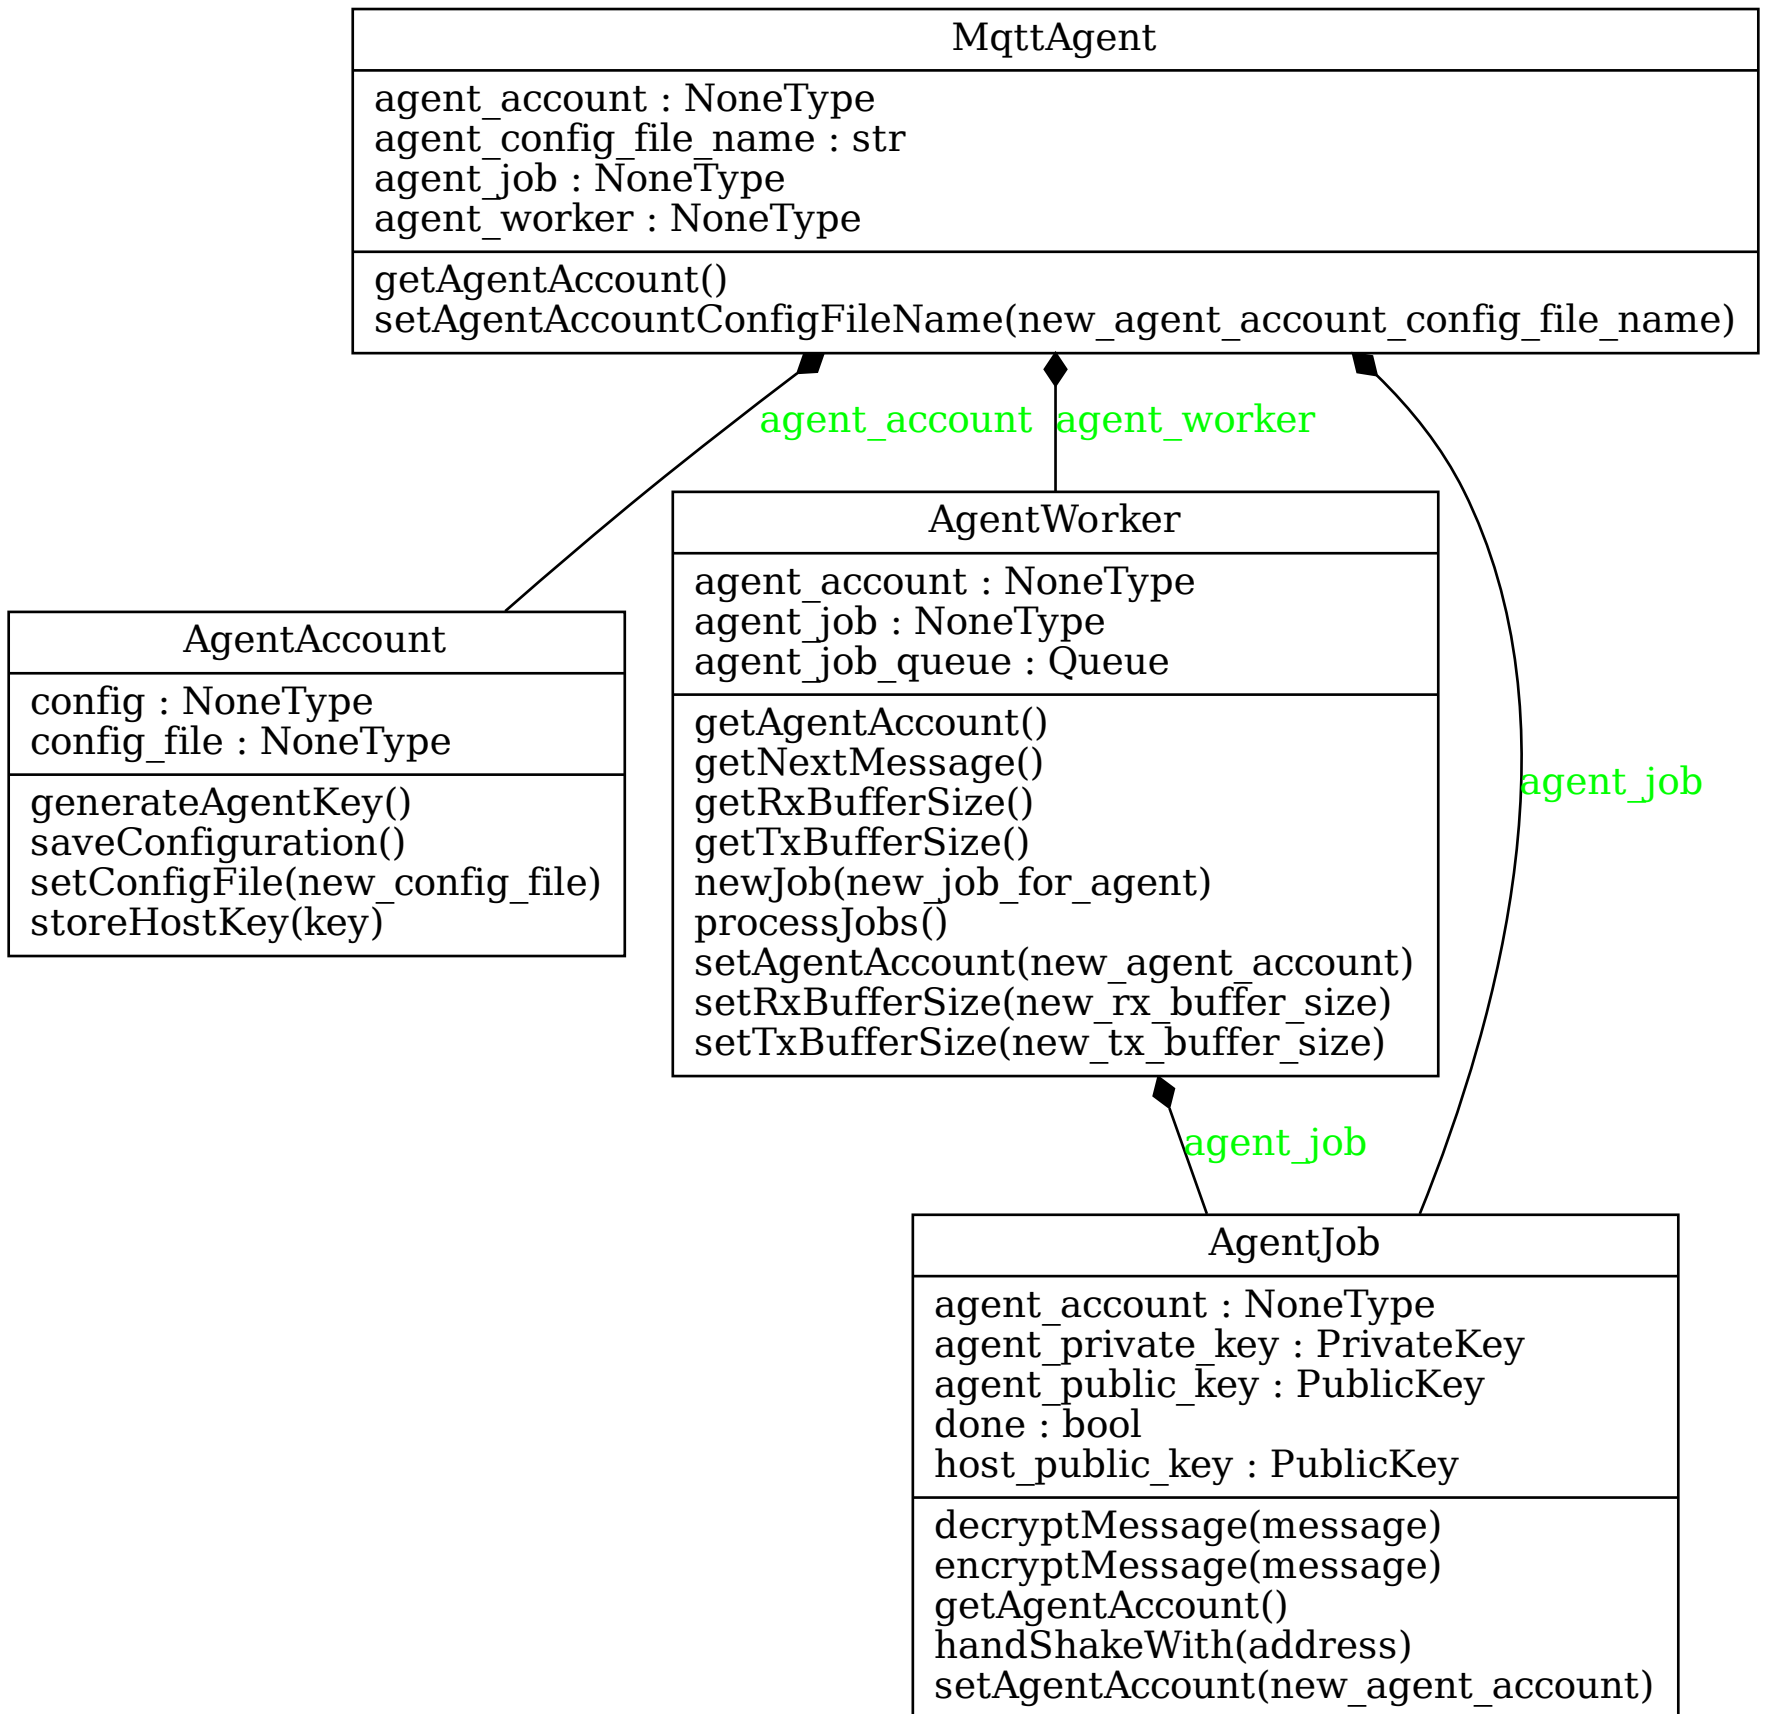 MqttAgent
agent_account : NoneType
agent_config_file_name : str
agent_job : NoneType
agent_worker : NoneType
getAgentAccount()
setAgentAccountConfigFileName(new_agent_account_config_file_name)
agent_account
agent_worker
AgentWorker
agent_account : NoneType
agent_job : NoneType
agent_job_queue : Queue
getAgentAccount()
getNextMessage()
getRxBufferSize()
getTxBufferSize()
newJob(new_job_for_agent)
processJobs()
setAgentAccount(new_agent_account)
setRxBufferSize(new_rx_buffer_size)
setTxBufferSize(new_tx_buffer_size)
AgentAccount
config : NoneType
config_file : NoneType
generateAgentKey()
saveConfiguration()
setConfigFile(new_config_file)
storeHostKey(key)
agent_job
agent_job
AgentJob
agent_account : NoneType
agent_private_key : PrivateKey
agent_public_key : PublicKey
done : bool
host_public_key : PublicKey
decryptMessage(message)
encryptMessage(message)
getAgentAccount()
handShakeWith(address)
setAgentAccount(new_agent_account)